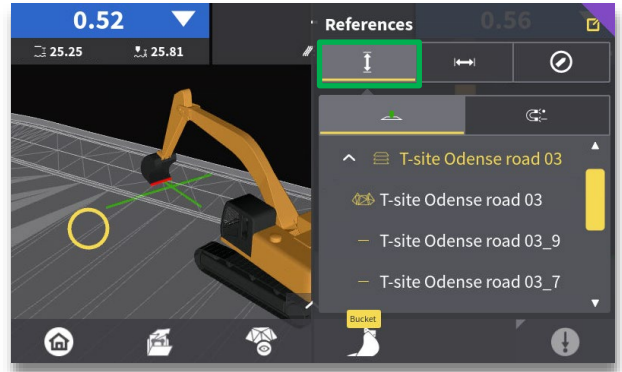 0.52
References
0.56
25.25
25.81
T-site Odense road 03
T-site Odense road 03
T-site Odense road 03_9
T-site Odense road 03_7
Bucket